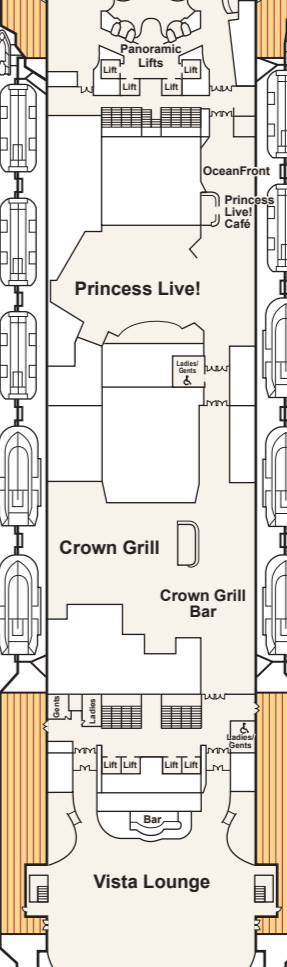 Panoramic
Lifts
Lift
Lift
Lift
Lift
OceanFront
Princess
Live!
Café
Princess Live!
Ladies/
Gents
Crown Grill
Crown Grill
Bar
Gents
Ladies
Ladies/
Gents
Lift Lift
Lift Lift
Bar
Vista Lounge